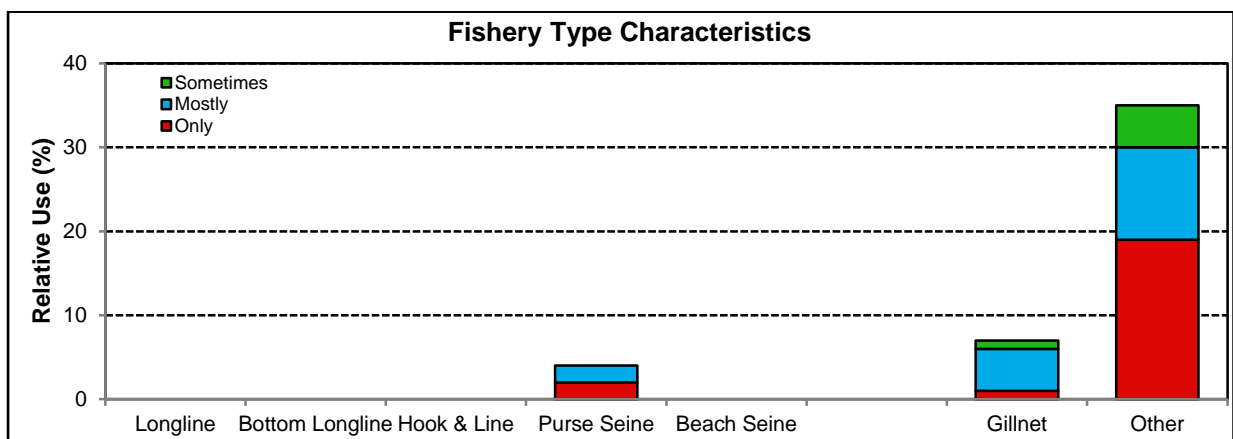 Fishery Type Characteristics
Relative Use (%)
40
30
20
10
0
Sometimes
Mostly
Only
Longline Bottom Longline Hook & Line Purse Seine Beach Seine Gillnet Other